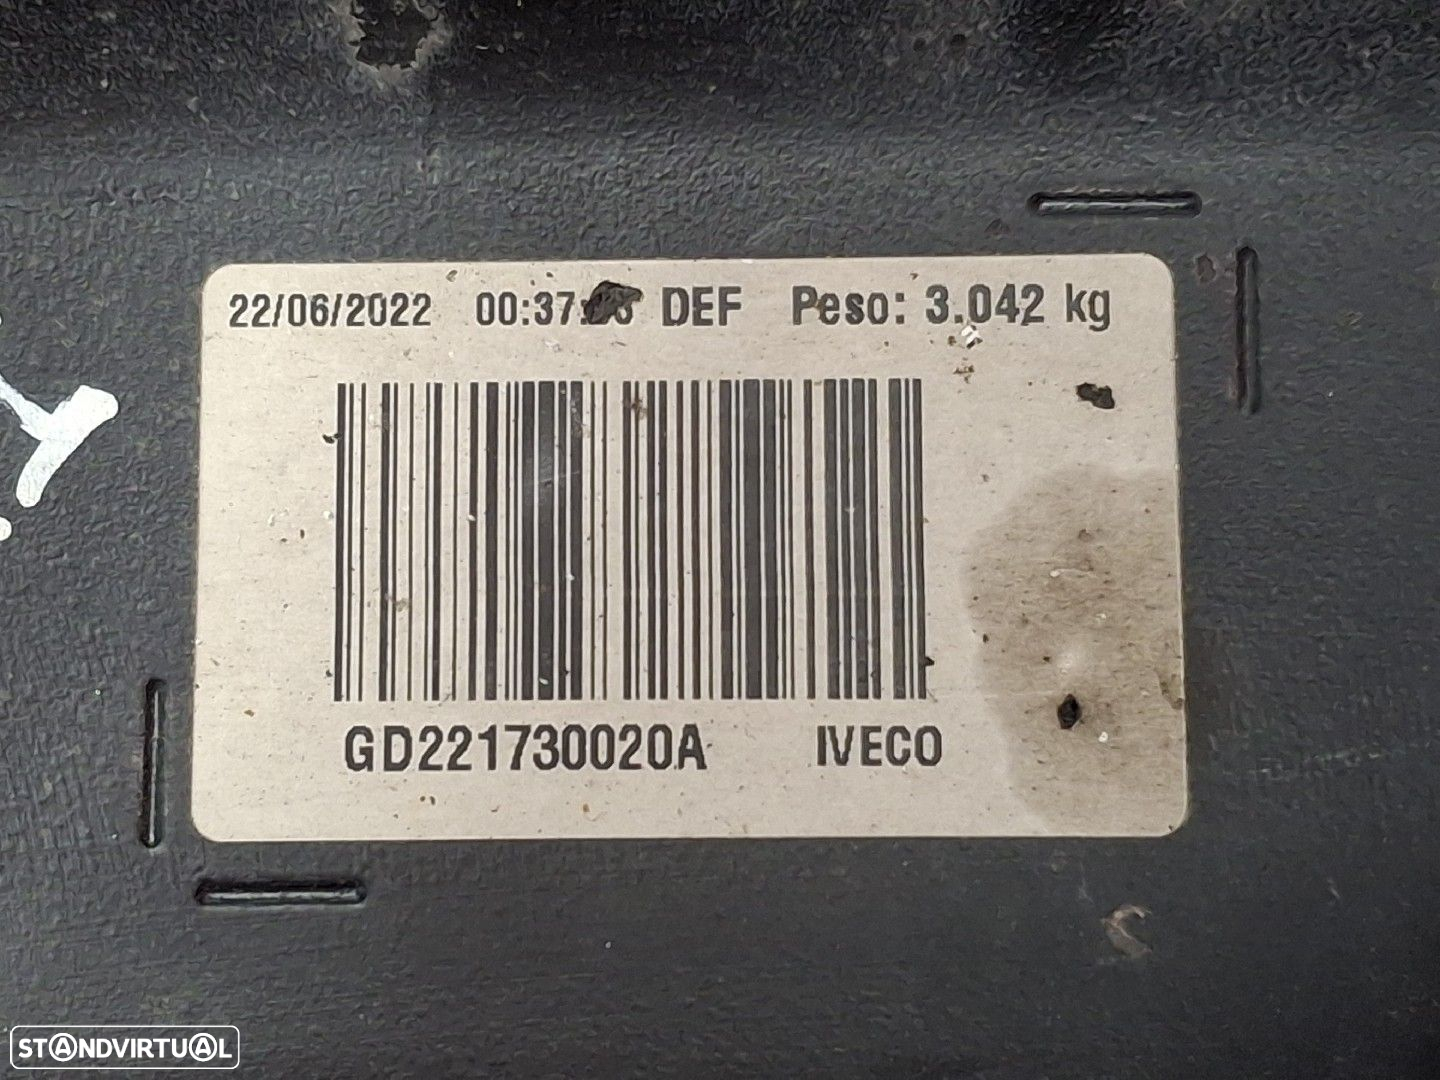 22/06/2022 DEF Peso: 3.042 kg
GD221730020A IVECO
STANDVIRTUAL